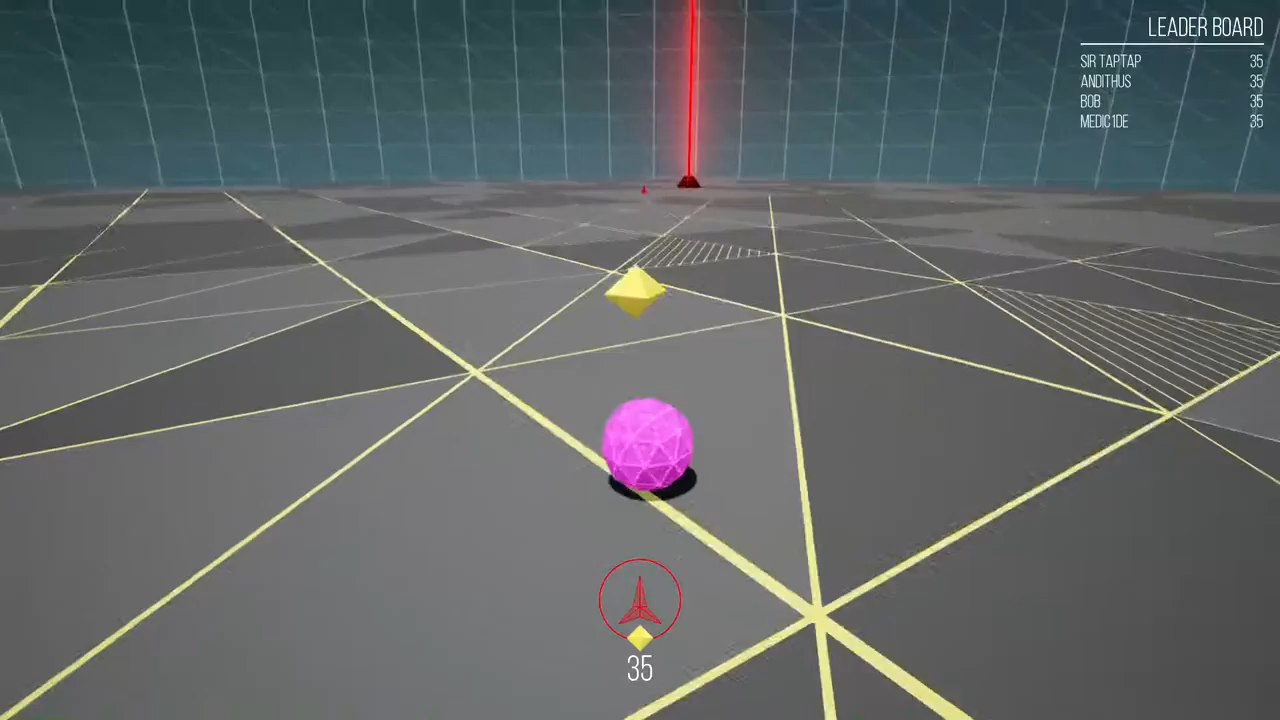 LEADER BOARD
SIR TAPTAP 35
ANDITHUS 35
BOB 35
MEDIC1DE 35
35